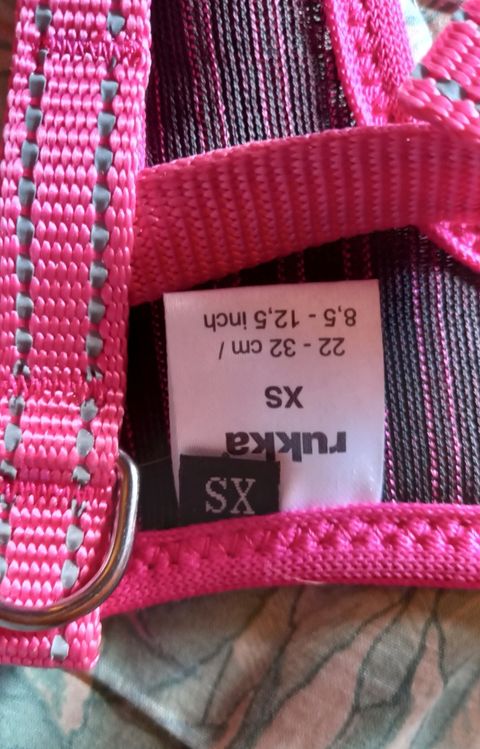 rukka
XS
22 - 32 cm /
8,5 - 12,5 inch
XS